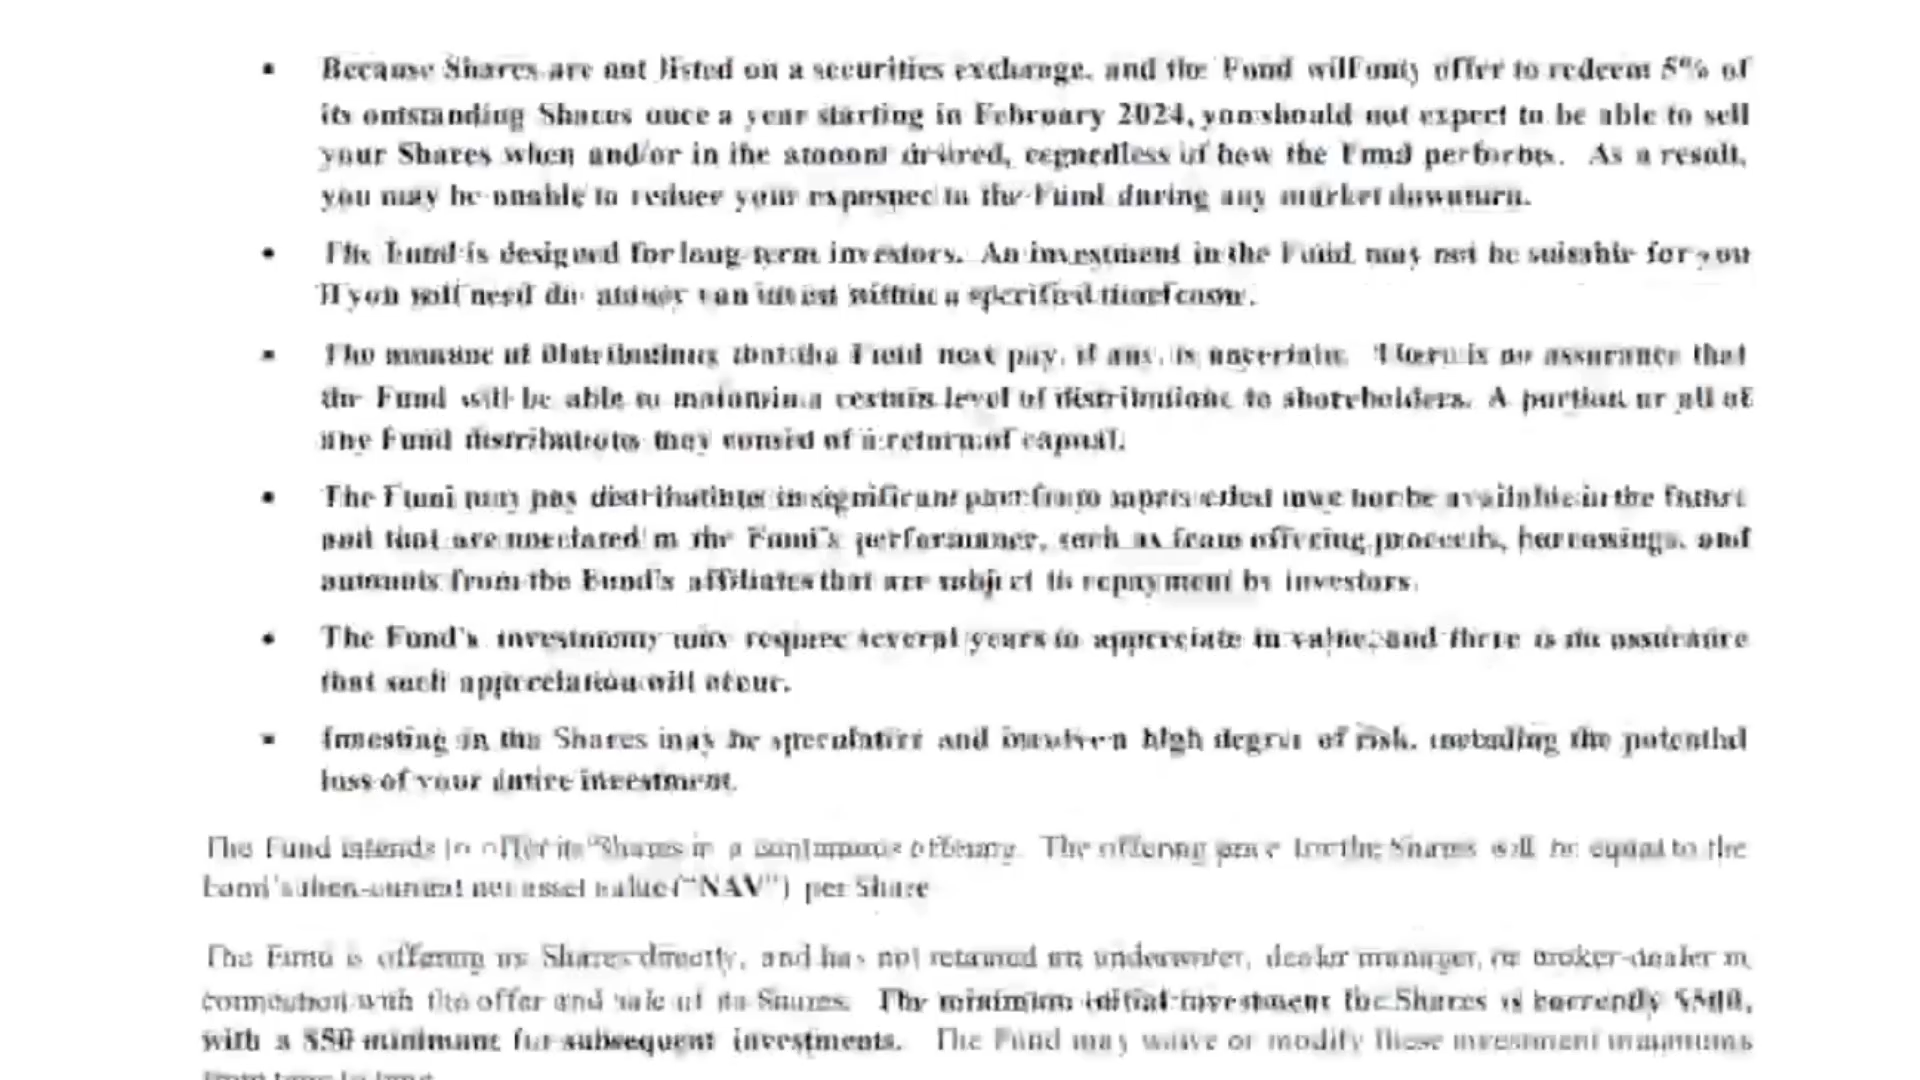 Because Shares are not listed on a securities exchange, and the Fund will only offer to redeem 5% of
its outstanding Shares once a year starting in February 2024, you should not expect to be able to sell
your Shares when and/or in the amount desired, regardless of how the Fund performs. As a result,
you may be unable to reduce your exposure to the Fund during any market downturn.
The Fund is designed for long-term investors. An investment in the Fund may not be suitable for you
if you will need the money you invest within a specified timeframe.
The amount of distributions that the Fund may pay, if any, is uncertain. There is no assurance that
the Fund will be able to maintain a certain level of distributions to shareholders. A portion or all of
any Fund distributions may consist of a return of capital.
The Fund may pay distributions in significant part from may not be available in the future
and that are unrelated to the Fund's performance, such as from offering proceeds, borrowings, and
amounts from the Fund's affiliates that are subject to repayment by investors.
The Fund's investments may require several years to appreciate in value, and there is no assurance
that such appreciation will occur.
Investing in the Shares may be speculative and involves a high degree of risk, including the potential
loss of your entire investment.
The Fund intends to offer its Shares in a continuous offering. The offering price for the Shares will be equal to the
Fund's then-current net asset value ("NAV") per Share
The Fund is offering its Shares directly, and has not retained an underwriter, dealer manager, or broker-dealer in
connection with the offer and sale of its Shares. The minimum initial investment the Shares is currently $500,
with a $50 minimum for subsequent investments. The Fund may waive or modify these investment minimums